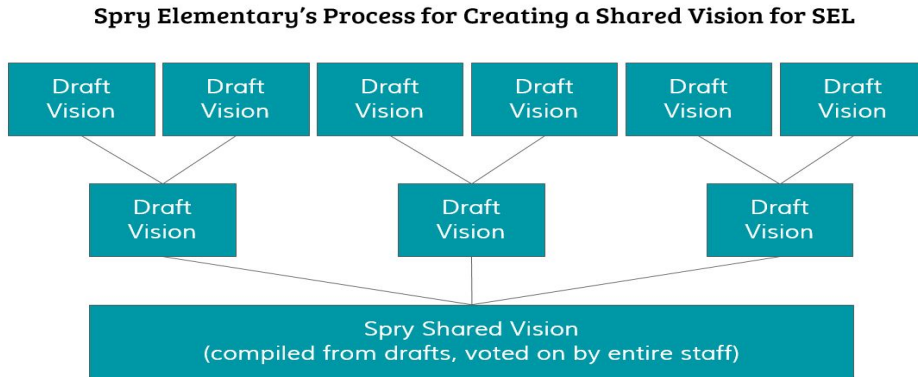 Spry Elementary’s Process for Creating a Shared Vision for SEL
Draft
Vision
Draft
Vision
Draft
Vision
Draft
Vision
Draft
Vision
Draft
Vision
Draft
Vision
Draft
Vision
Draft
Vision
Spry Shared Vision
(compiled from drafts, voted on by entire staff)